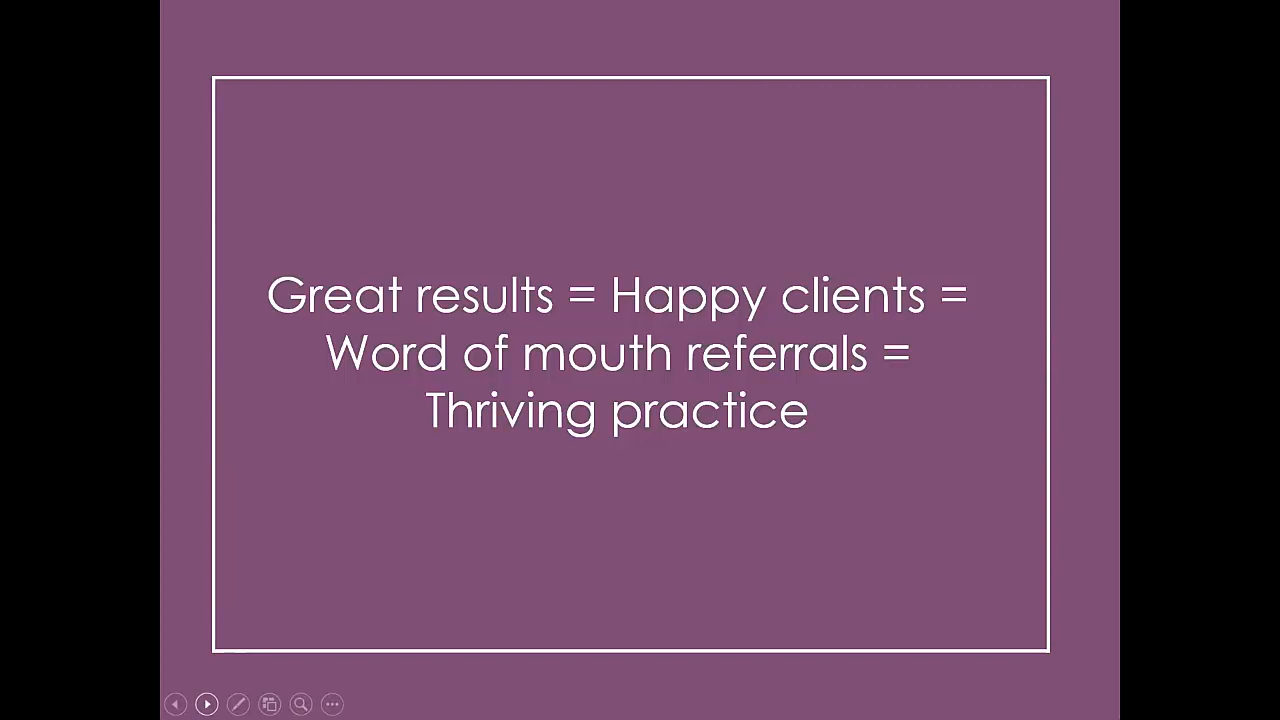 Great results = Happy clients =
Word of mouth referrals =
Thriving practice